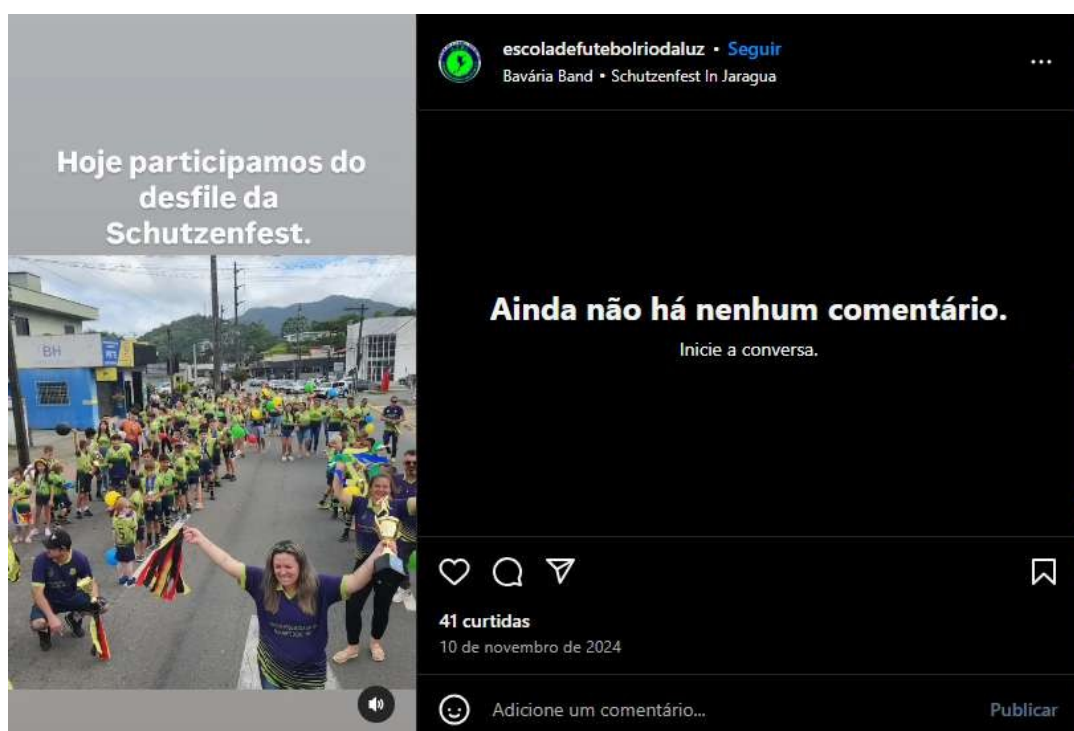 Hoje participamos do
desfile da
Schutzenfest.
BH
5
escoladefutebolriodaluz • Seguir
Bavária Band • Schutzenfest In Jaragua
Ainda não há nenhum comentário.
Inicie a conversa.
41 curtidas
10 de novembro de 2024
Adicione um comentário...
Publicar